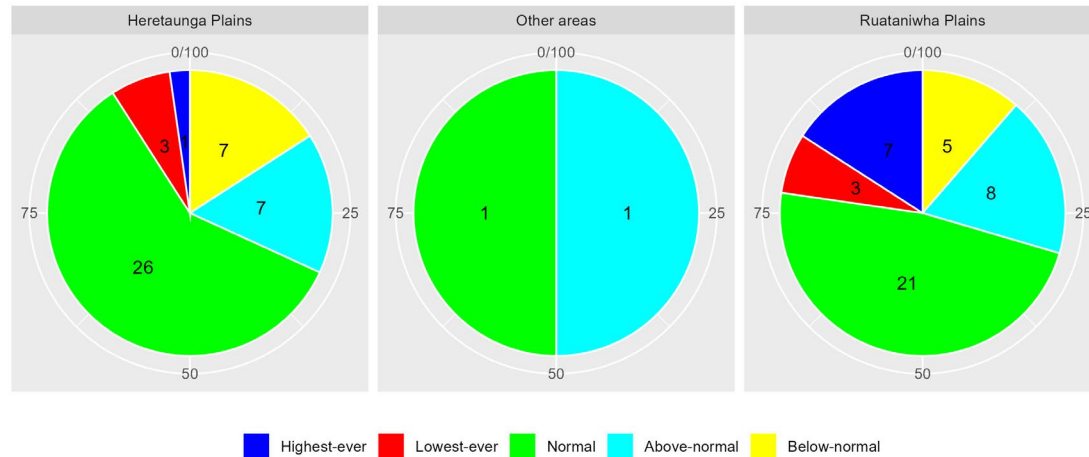 Heretaunga Plains
Other areas
Ruataniwha Plains
0/100 0/100 0/100
3 1 7 7 5
7 1 1 3 8
75 25 75 25 75 25
26 21
50 50 50
Highest-ever Lowest-ever Normal Above-normal Below-normal